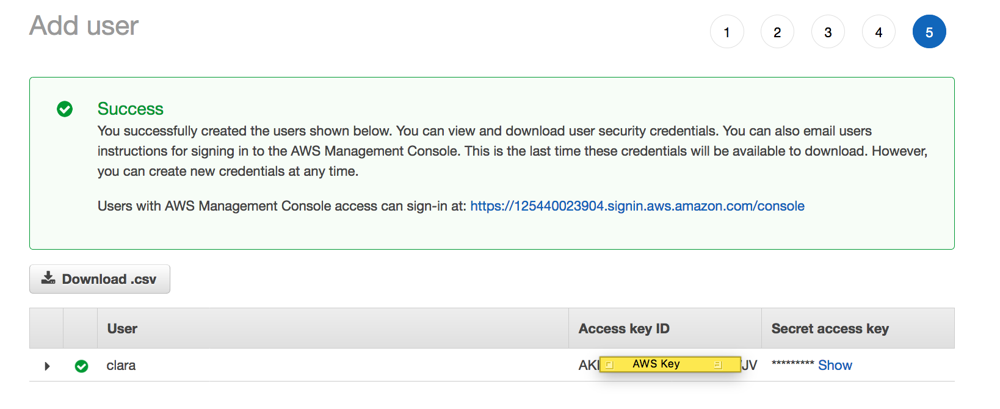 Add user
1 2 3 4 5
Success
You successfully created the users shown below. You can view and download user security credentials. You can also email users
instructions for signing in to the AWS Management Console. This is the last time these credentials will be available to download. However,
you can create new credentials at any time.
Users with AWS Management Console access can sign-in at: https://125440023904.signin.aws.amazon.com/console
Download .csv
User Access key ID Secret access key
clara AKI AWS Key JV ********* Show